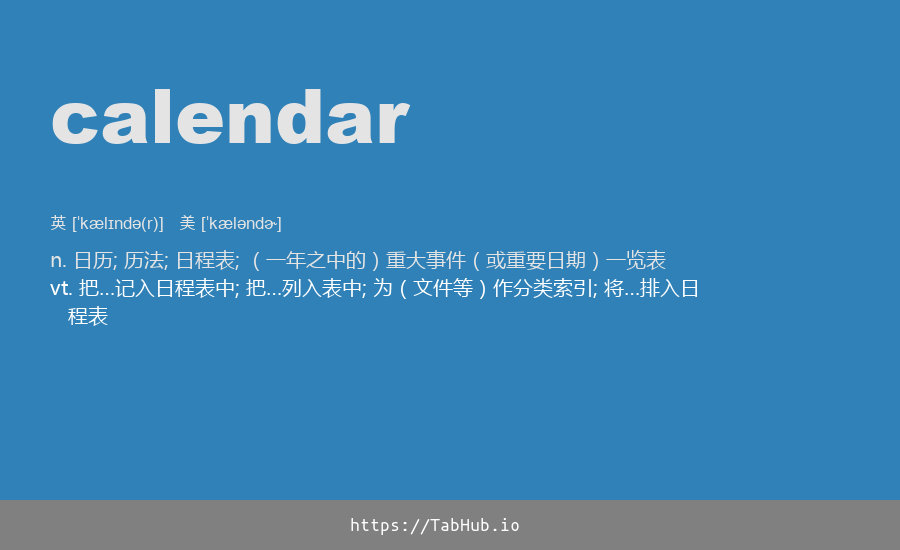 calendar
英 [ˈkælɪndə(r)] 美 [ˈkæləndɚ]
n. 日历; 历法; 日程表; （一年之中的）重大事件（或重要日期）一览表
vt. 把...记入日程表中; 把...列入表中; 为（文件等）作分类索引; 将...排入日
程表
https://TabHub.io